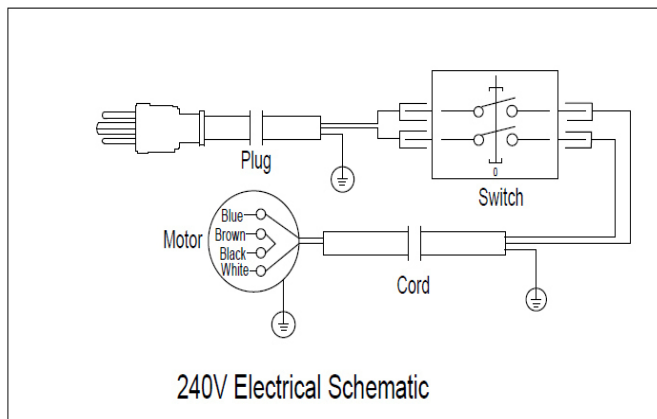 Plug
0
Switch
Motor
Blue
Brown
Black
White
Cord
240V Electrical Schematic